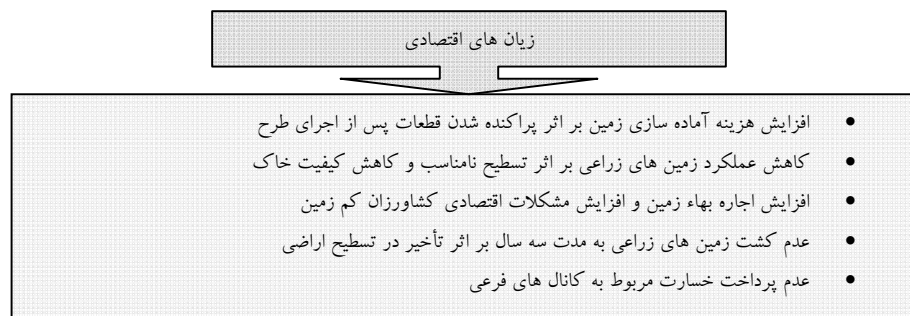 زیان های اقتصادی
• افزایش هزینه آماده سازی زمین بر اثر پراکنده شدن قطعات پس از اجرای طرح
• کاهش عملکرد زمین های زراعی بر اثر تسطیح نامناسب و کاهش کیفیت خاک
• افزایش اجاره بهاء زمین و افزایش مشکلات اقتصادی کشاورزان کم زمین
• عدم کشت زمین های زراعی به مدت سه سال بر اثر تأخیر در تسطیح اراضی
• عدم پرداخت خسارت مربوط به کانال های فرعی